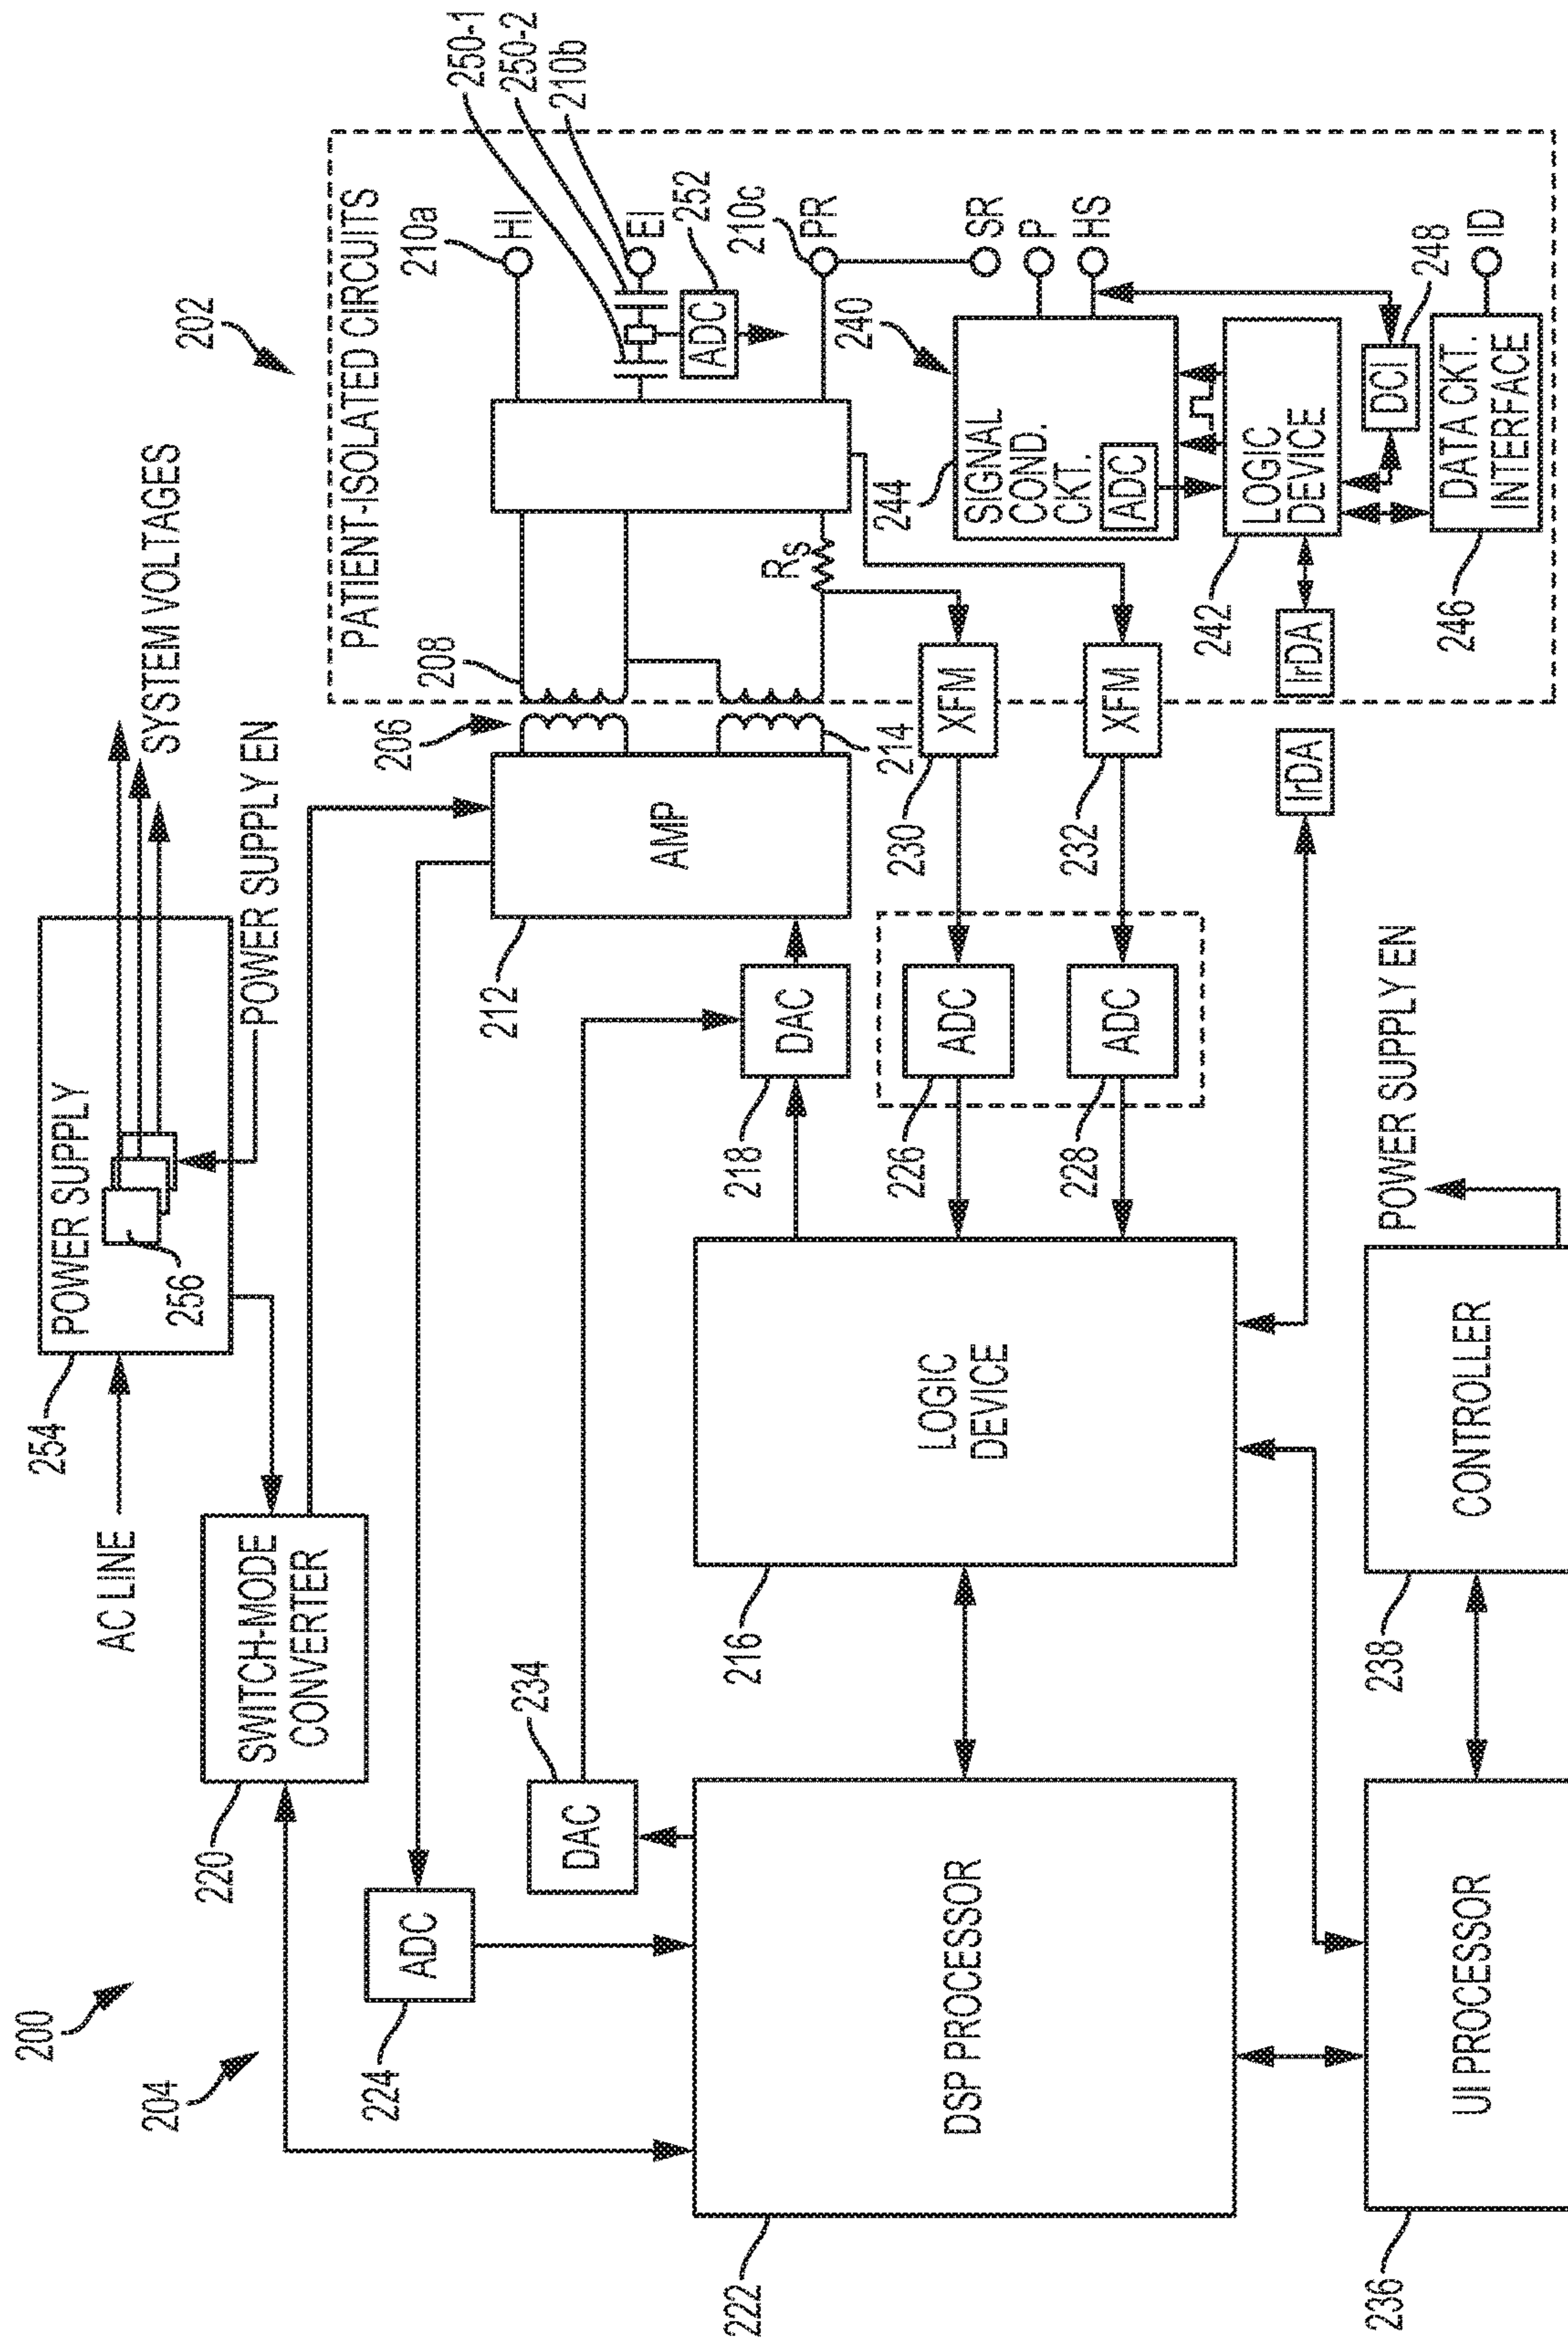 200
204
202
AC LINE
254
POWER SUPPLY
256
SYSTEM VOLTAGES
POWER SUPPLY EN
220
SWITCH-MODE
CONVERTER
224
ADC
234
DAC
212
AMP
206
208
214
PATIENT-ISOLATED CIRCUITS
RS
210a
HI
250-1
250-2
210b
EI
252
ADC
210c
PR
SR
P
HS
240
244
SIGNAL
COND.
CKT.
ADC
242
LOGIC
DEVICE
DCI
248
246
DATA CKT.
INTERFACE
ID
IrDA
IrDA
XFM
230
XFM
232
218
DAC
226
ADC
228
ADC
216
LOGIC
DEVICE
222
DSP PROCESSOR
236
UI PROCESSOR
238
CONTROLLER
POWER SUPPLY EN